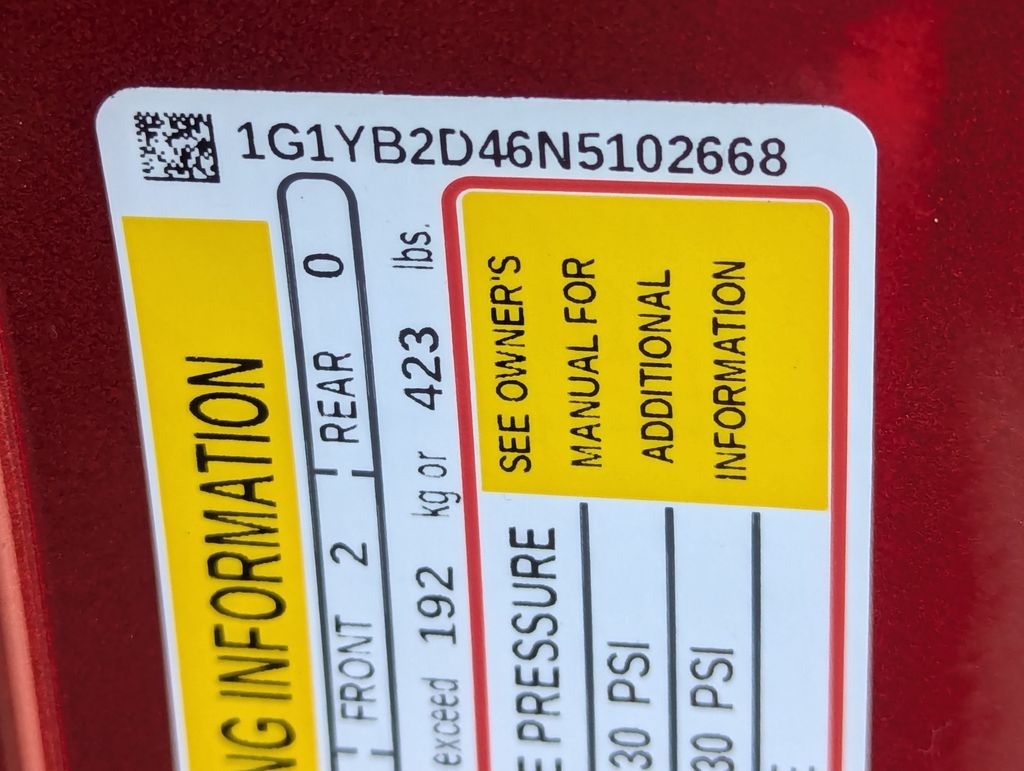 1G1YB2D46N5102668
NG INFORMATION
FRONT 2 REAR 0
exceed 192 kg or 423 lbs.
E PRESSURE
30 PSI
30 PSI
SEE OWNER'S
MANUAL FOR
ADDITIONAL
INFORMATION